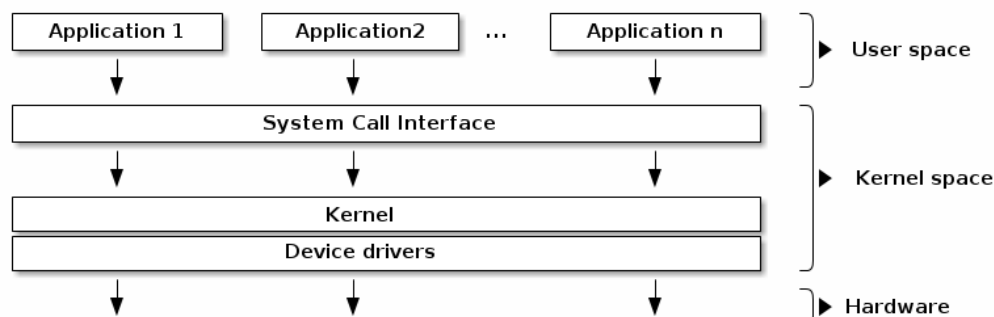 Application 1 Application2 ... Application n
User space
System Call Interface
Kernel space
Kernel
Device drivers
Hardware